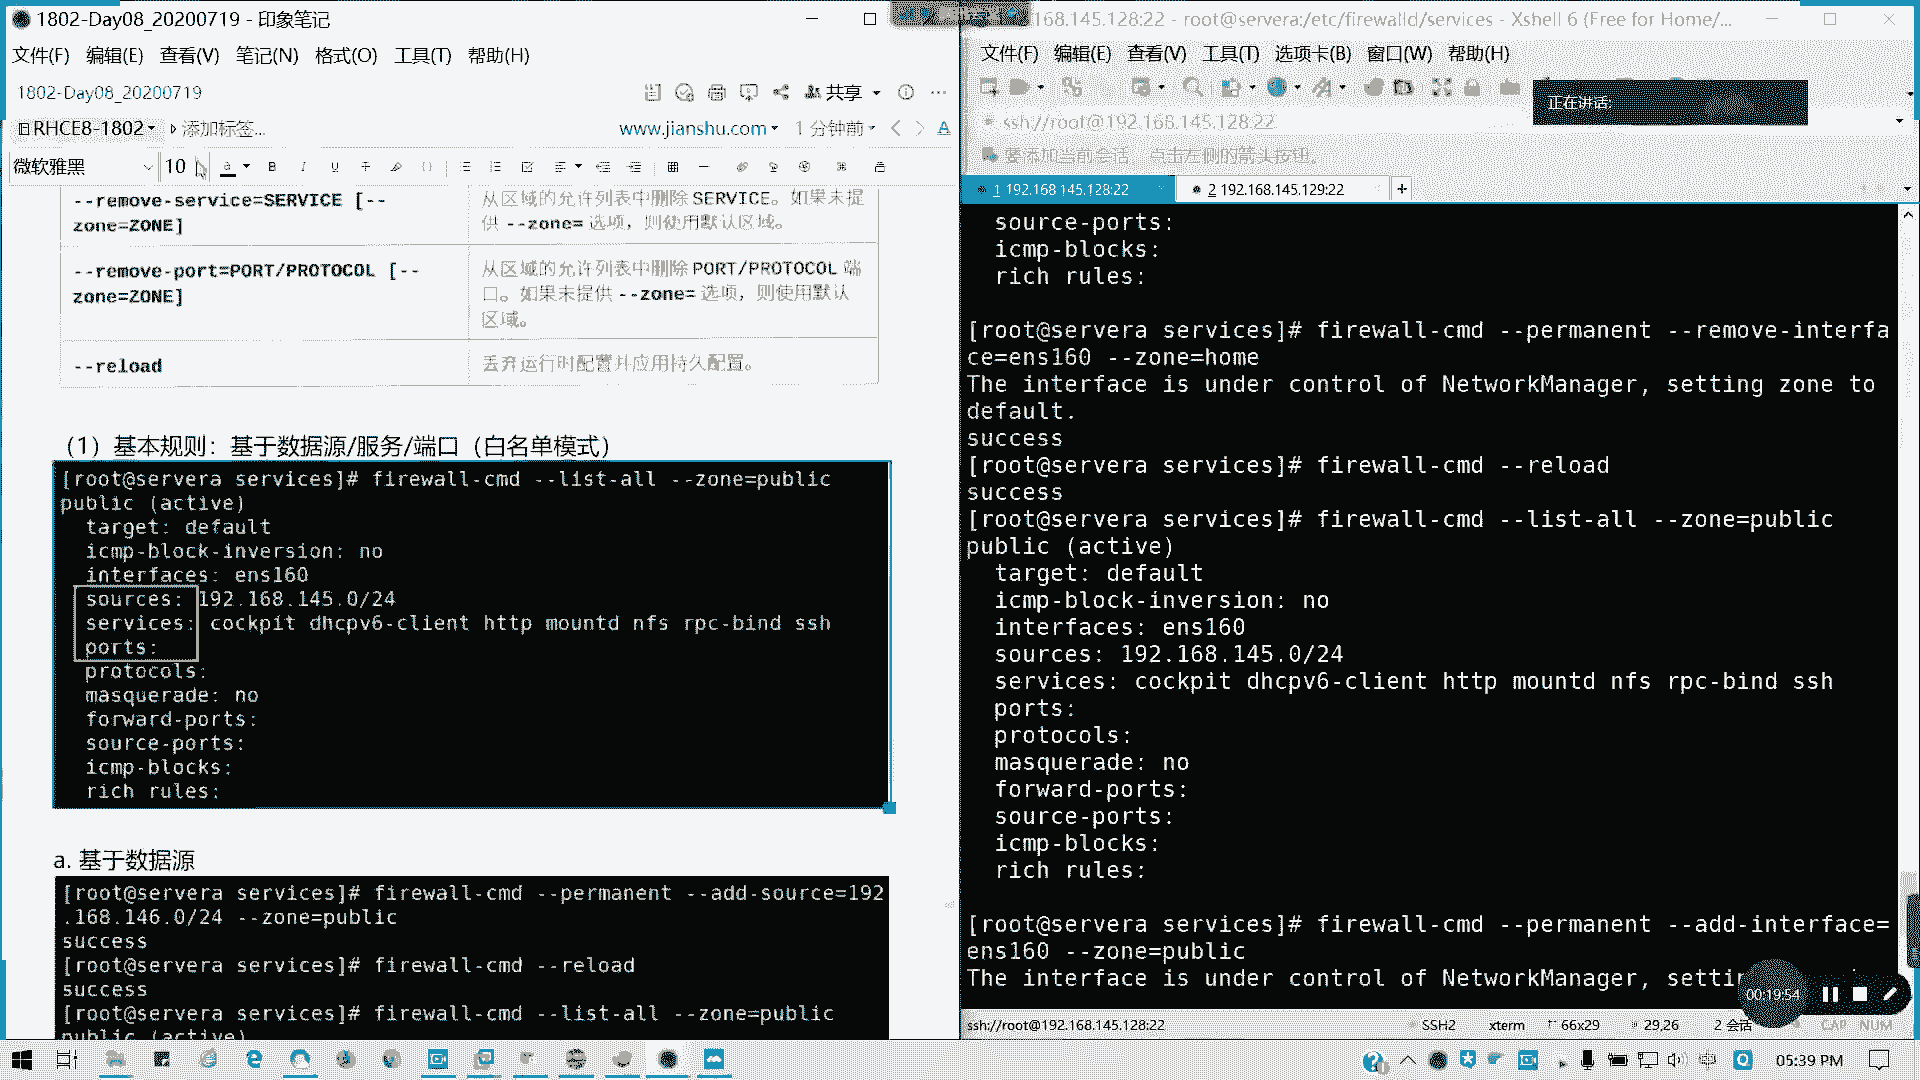 1802-Day08_20200719 - 印象笔记
文件(F) 编辑(E) 查看(V) 笔记(N) 格式(O) 工具(T) 帮助(H)
1802-Day08_20200719
共享
RHCE8-1802
添加标签...
www.jianshu.com
1 分钟前
微软雅黑
10
--remove-service=SERVICE [--
zone=ZONE]
从区域的允许列表中删除 SERVICE。如果未提
供 --zone= 选项，则使用默认区域。
--remove-port=PORT/PROTOCOL [--
zone=ZONE]
从区域的允许列表中删除 PORT/PROTOCOL 端
口。如果未提供 --zone= 选项，则使用默认
区域。
--reload
丢弃运行时配置并应用持久配置。
（1）基本规则：基于数据源/服务/端口（白名单模式）
[root@servera services]# firewall-cmd --list-all --zone=public
public (active)
target: default
icmp-block-inversion: no
interfaces: ens160
sources: 192.168.145.0/24
services: cockpit dhcpv6-client http mountd nfs rpc-bind ssh
ports:
protocols:
masquerade: no
forward-ports:
source-ports:
icmp-blocks:
rich rules:
a. 基于数据源
[root@servera services]# firewall-cmd --permanent --add-source=192
.168.146.0/24 --zone=public
success
[root@servera services]# firewall-cmd --reload
success
[root@servera services]# firewall-cmd --list-all --zone=public
public (active)
168.145.128:22 - root@servera:/etc/firewalld/services - Xshell 6 (Free for Home/...
文件(F) 编辑(E) 查看(V) 工具(T) 选项卡(B) 窗口(W) 帮助(H)
正在讲话:
ssh://root@192.168.145.128:22
要添加当前会话，点击左侧的箭头按钮。
1 192.168.145.128:22
2 192.168.145.129:22
source-ports:
icmp-blocks:
rich rules:
[root@servera services]# firewall-cmd --permanent --remove-interfa
ce=ens160 --zone=home
The interface is under control of NetworkManager, setting zone to
default.
success
[root@servera services]# firewall-cmd --reload
success
[root@servera services]# firewall-cmd --list-all --zone=public
public (active)
target: default
icmp-block-inversion: no
interfaces: ens160
sources: 192.168.145.0/24
services: cockpit dhcpv6-client http mountd nfs rpc-bind ssh
ports:
protocols:
masquerade: no
forward-ports:
source-ports:
icmp-blocks:
rich rules:
[root@servera services]# firewall-cmd --permanent --add-interface=
ens160 --zone=public
The interface is under control of NetworkManager,
00:19:54
ssh://root@192.168.145.128:22
SSH2
xterm
66x29
29,26
2 会话
CAP NUM
05:39 PM